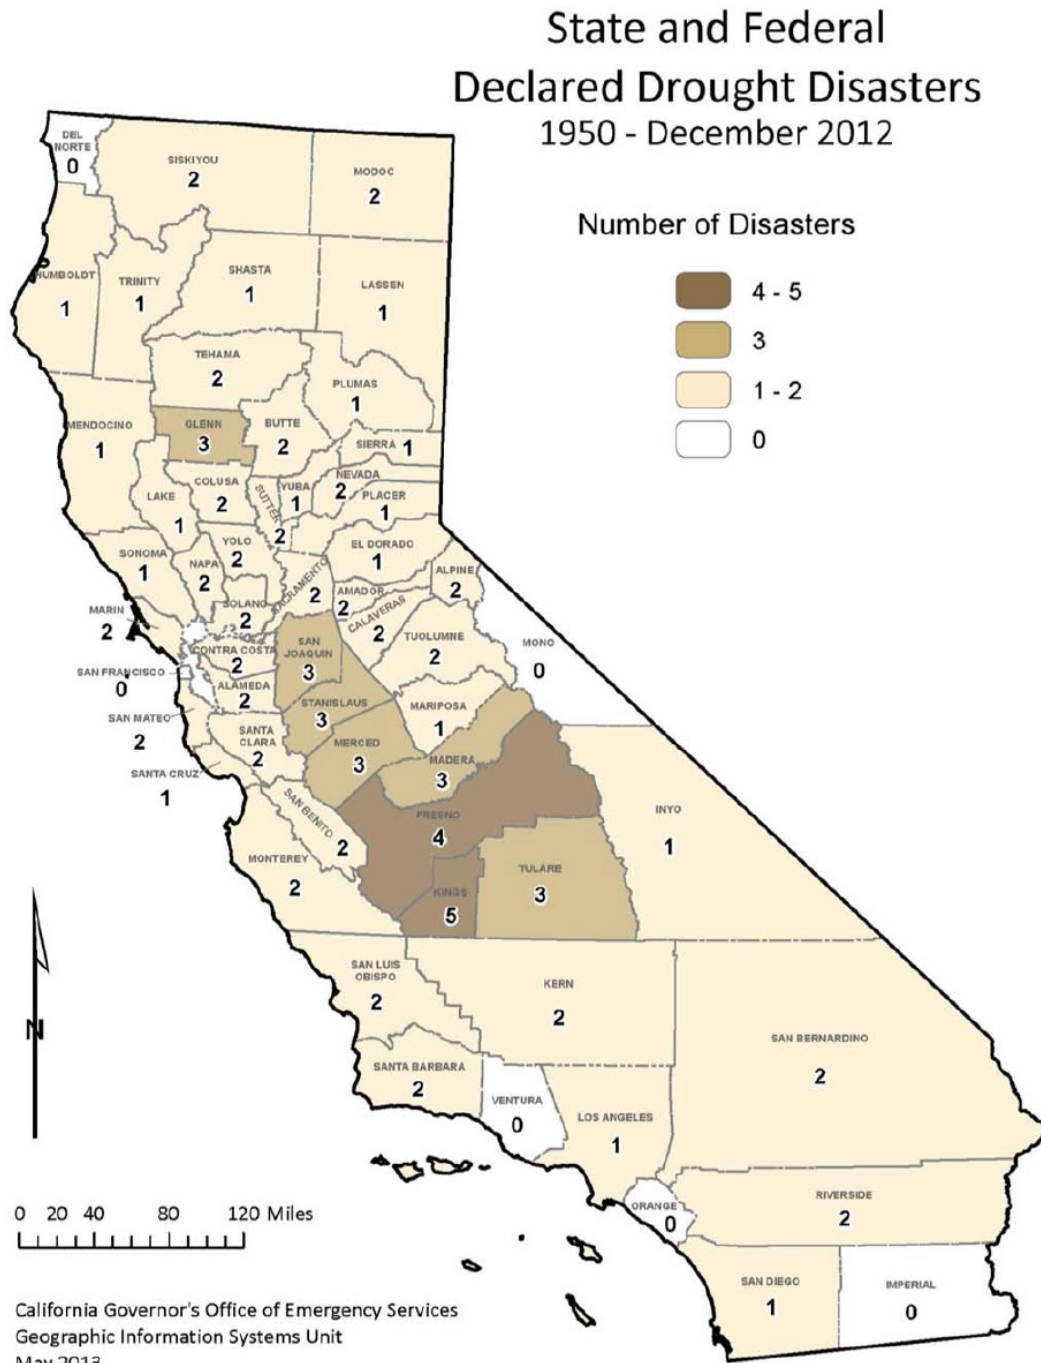 State and Federal
Declared Drought Disasters
1950 - December 2012
Number of Disasters
4 - 5
3
1 - 2
0
DEL
NORTE
0
SISKIYOU
2
MODOC
2
HUMBOLDT
1
TRINITY
1
SHASTA
1
LASSEN
1
TEHAMA
2
PLUMAS
1
MENDOCINO
1
GLENN
3
BUTTE
2
SIERRA 1
LAKE
1
COLUSA
2
SUTTER
2
YUBA
1
NEVADA
2
PLACER
1
SONOMA
1
NAPA
2
YOLO
2
EL DORADO
1
ALPINE
2
SACRAMENTO
2
AMADOR
2
CALAVERAS
2
SOLANO
2
MARIN
2
TUOLUMNE
2
MONO
0
CONTRA COSTA
2
SAN
JOAQUIN
3
SAN FRANCISCO
0
ALAMEDA
2
STANISLAUS
3
MARIPOSA
1
SAN MATEO
2
SANTA
CLARA
2
MERCED
3
MADERA
3
SANTA CRUZ
1
SAN BENITO
2
FRESNO
4
INYO
1
MONTEREY
2
KINGS
5
TULARE
3
SAN LUIS
OBISPO
2
KERN
2
SAN BERNARDINO
2
SANTA BARBARA
2
VENTURA
0
LOS ANGELES
1
ORANGE
0
RIVERSIDE
2
SAN DIEGO
1
IMPERIAL
0
N
0 20 40 80 120 Miles
California Governor's Office of Emergency Services
Geographic Information Systems Unit
May 2013